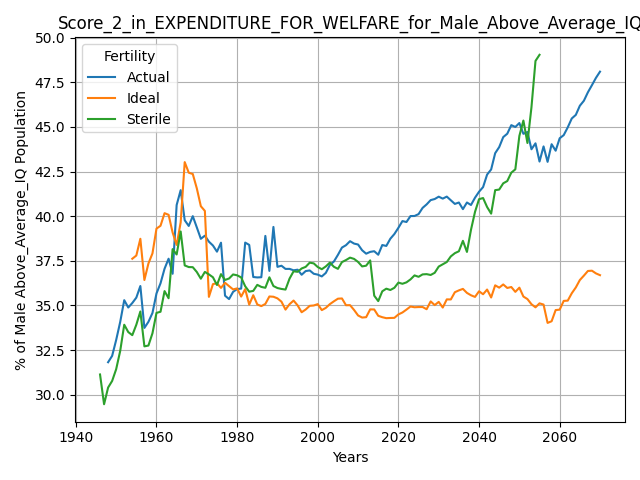 Score_2_in_EXPENDITURE_FOR_WELFARE_for_Male_Above_Average_IQ
% of Male Above_Average_IQ Population
50.0
47.5
45.0
42.5
40.0
37.5
35.0
32.5
30.0
Fertility
Actual
Ideal
Sterile
1940 1960 1980 2000 2020 2040 2060
Years